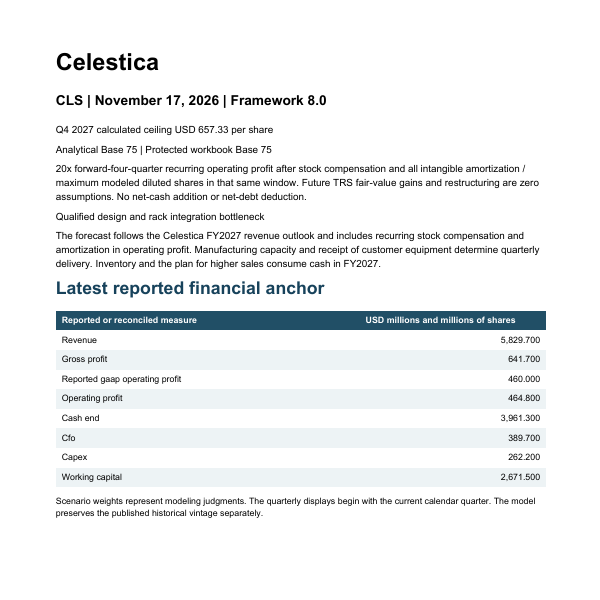 Celestica
CLS | November 17, 2026 | Framework 8.0
Q4 2027 calculated ceiling USD 657.33 per share
Analytical Base 75 | Protected workbook Base 75
20x forward-four-quarter recurring operating profit after stock compensation and all intangible amortization /
maximum modeled diluted shares in that same window. Future TRS fair-value gains and restructuring are zero
assumptions. No net-cash addition or net-debt deduction.
Qualified design and rack integration bottleneck
The forecast follows the Celestica FY2027 revenue outlook and includes recurring stock compensation and
amortization in operating profit. Manufacturing capacity and receipt of customer equipment determine quarterly
delivery. Inventory and the plan for higher sales consume cash in FY2027.
Latest reported financial anchor
Reported or reconciled measure USD millions and millions of shares
Revenue 5,829.700
Gross profit 641.700
Reported gaap operating profit 460.000
Operating profit 464.800
Cash end 3,961.300
Cfo 389.700
Capex 262.200
Working capital 2,671.500
Scenario weights represent modeling judgments. The quarterly displays begin with the current calendar quarter. The model
preserves the published historical vintage separately.